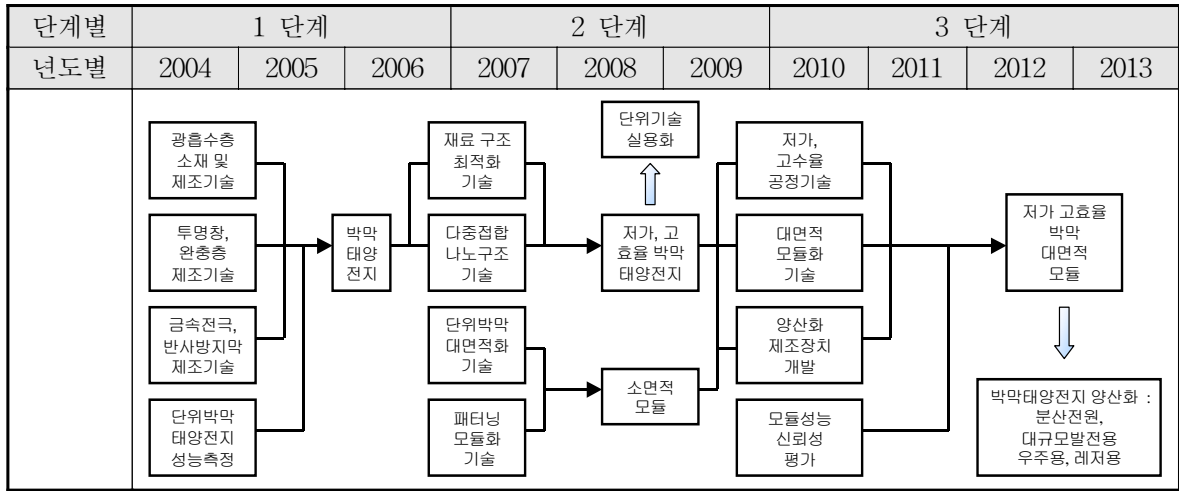 단계별 1 단계 2 단계 3 단계
년도별 2004 2005 2006 2007 2008 2009 2010 2011 2012 2013
광흡수층
소재 및
제조기술
투명창,
완충층
제조기술
금속전극,
반사방지막
제조기술
단위박막
태양전지
성능측정
박막
태양
전지
재료 구조
최적화
기술
다중접합
나노구조
기술
단위박막
대면적화
기술
패터닝
모듈화
기술
단위기술
실용화
저가, 고
효율 박막
태양전지
소면적
모듈
저가,
고수율
공정기술
대면적
모듈화
기술
양산화
제조장치
개발
모듈성능
신뢰성
평가
저가 고효율
박막
대면적
모듈
박막태양전지 양산화 :
분산전원,
대규모발전용
우주용, 레저용